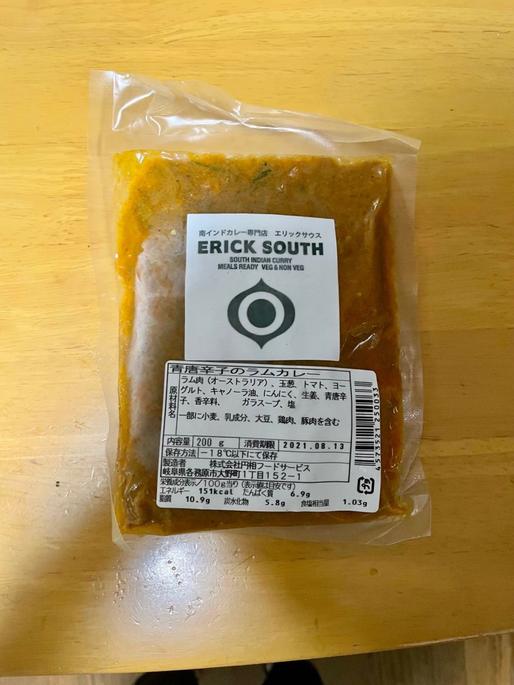 南インドカレー専門店 エリックサウス
ERICK SOUTH
SOUTH INDIAN CURRY
MEALS READY VEG & NON VEG
青唐辛子のラムカレー
原材料名
ラム肉（オーストラリア）、玉葱、トマト、ヨー
グルト、キャノーラ油、にんにく、生姜、青唐辛
子、香辛料、 ガラスープ、塩
一部に小麦、乳成分、大豆、鶏肉、豚肉を含む
内容量 200 g 消費期限 2021.08.13
保存方法 －18℃以下にて保存
製造者 株式会社円相フードサービス
岐阜県各務原市大野町1丁目152－1
栄養成分表示／100g当り（表示値は目安です）
エネルギー 151kcal たんぱく質 6.9g
脂質 10.9g 炭水化物 5.8g 食塩相当量 1.03g
4573521250033